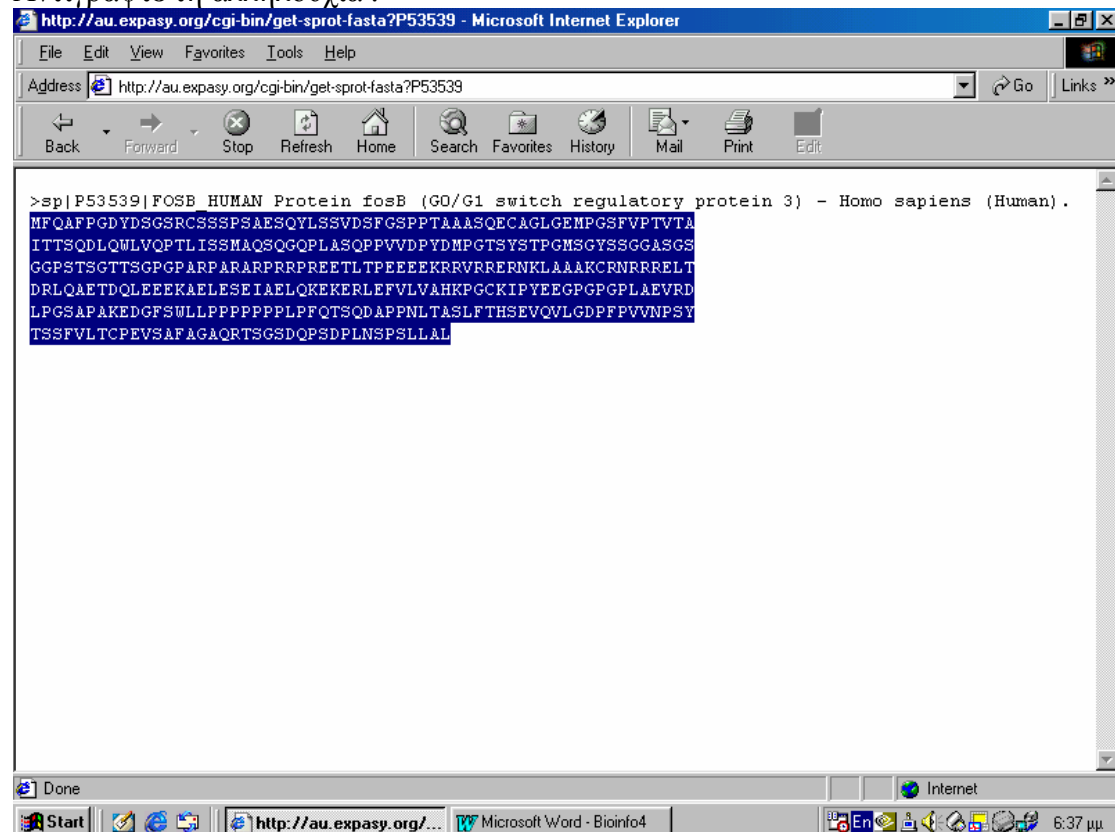 http://au.expasy.org/cgi-bin/get-sprot-fasta?P53539 - Microsoft Internet Explorer
File Edit View Favorites Tools Help
Address http://au.expasy.org/cgi-bin/get-sprot-fasta?P53539 Go Links »
Back Forward Stop Refresh Home Search Favorites History Mail Print Edit
>sp|P53539|FOSB_HUMAN Protein fosB (G0/G1 switch regulatory protein 3) - Homo sapiens (Human).
MFQAFPGDYDSGSRCSSSPSAESQYLSSVDSFGSPPTAAASQECAGLGEMPGSFVPTVTA
ITTSQDLQWLVQPTLISSMAQSQGQPLASQPPVVDPYDMPGTSYSTPGMSGYSSGGASGS
GGPSTSGTTSGPGPARPARARPRRPREETLTPEEEEKRRVRRERNKLAAAKCRNRRRELT
DRLQAETDQLEEEKAELESEIAELQKEKERLEFVLVAHKPGCKIPYEEGPGPGPLAEVRD
LPGSAPAKEDGFSWLLPPPPPPPLPFQTSQDAPPNLTASLFTHSEVQVLGDPFPVVNPSY
TSSFVLTCPEVSAFAGAQRTSGSDQPSDPLNSPSLLAL
Done Internet
Start http://au.expasy.org/... Microsoft Word - Bioinfo4 En 6:37 μμ